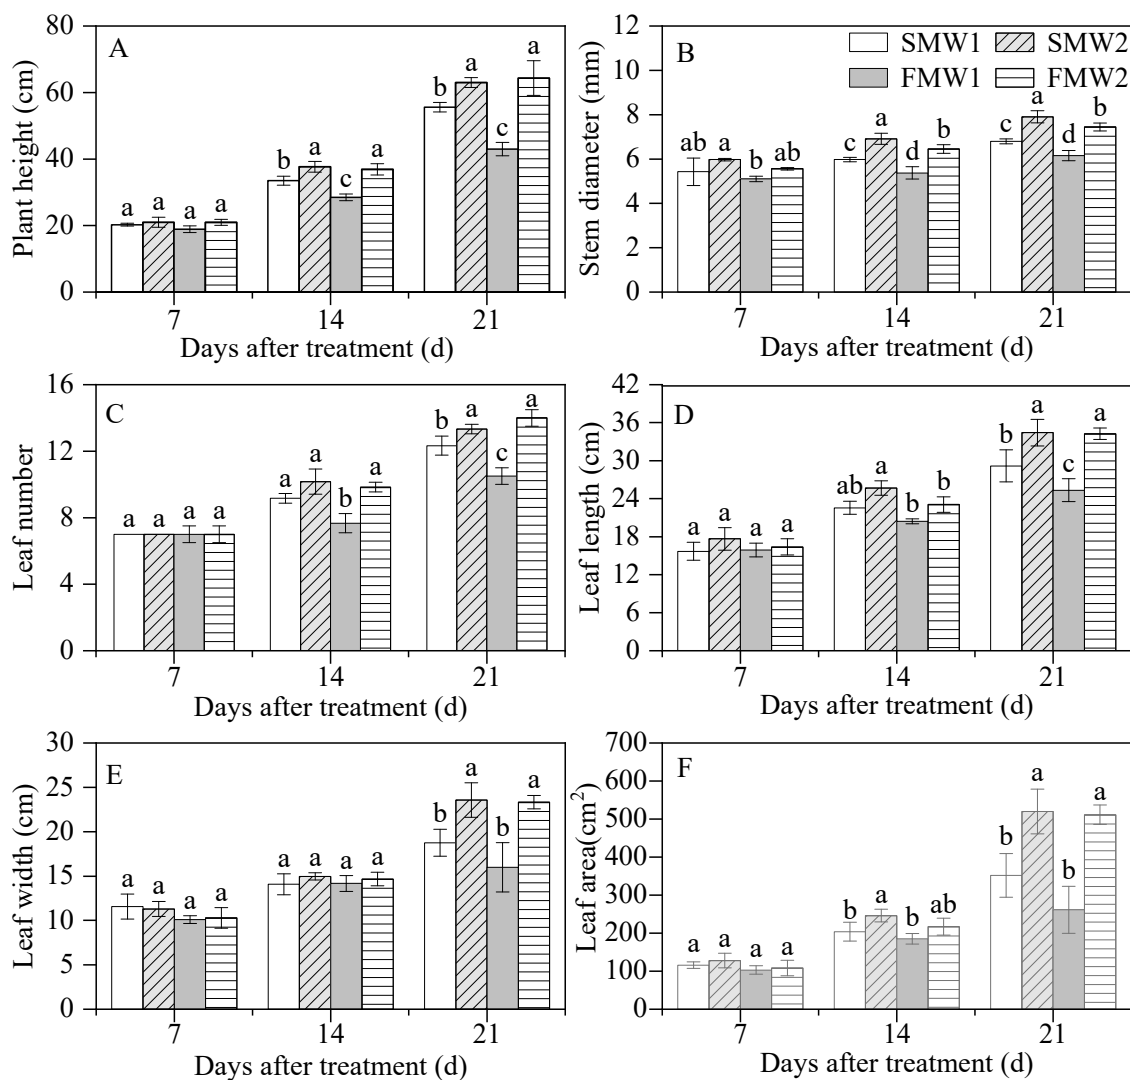 A
Plant height (cm)
80
60
40
20
0
a a a a
b a c a
b a c a
7 14 21
Days after treatment (d)
B
SMW1 SMW2
FMW1 FMW2
Stem diameter (mm)
12
10
8
6
4
2
0
ab a b ab
c a d b
c a d b
7 14 21
Days after treatment (d)
C
Leaf number
16
12
8
4
0
a a a a
a a b a
b a c a
7 14 21
Days after treatment (d)
D
Leaf length (cm)
42
36
30
24
18
12
6
0
a a a a
ab a b b
b a c a
7 14 21
Days after treatment (d)
E
Leaf width (cm)
30
25
20
15
10
5
0
a a a a
a a a a
b a b a
7 14 21
Days after treatment (d)
F
Leaf area(cm²)
700
600
500
400
300
200
100
0
a a a a
b a b ab
b a b a
7 14 21
Days after treatment (d)